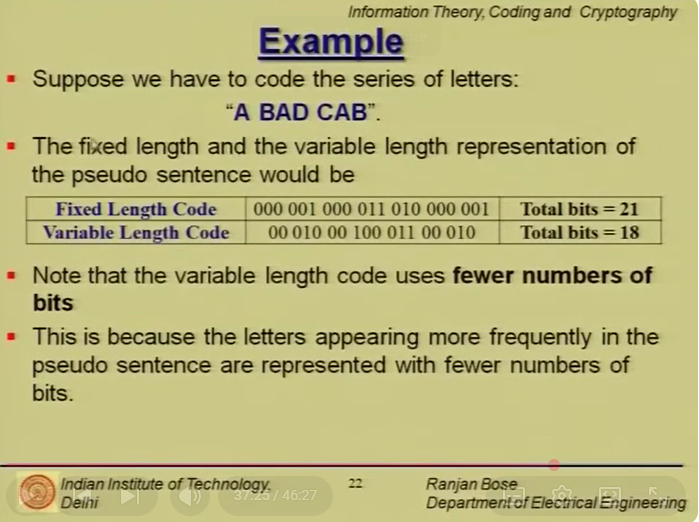 Information Theory, Coding and Cryptography
Example
Suppose we have to code the series of letters:
“A BAD CAB”.
The fixed length and the variable length representation of
the pseudo sentence would be
Fixed Length Code 000 001 000 011 010 000 001 Total bits = 21
Variable Length Code 00 010 00 100 011 00 010 Total bits = 18
Note that the variable length code uses fewer numbers of
bits
This is because the letters appearing more frequently in the
pseudo sentence are represented with fewer numbers of
bits.
Indian Institute of Technology, 22 Ranjan Bose
Delhi 37:25 / 46:27 Department of Electrical Engineering